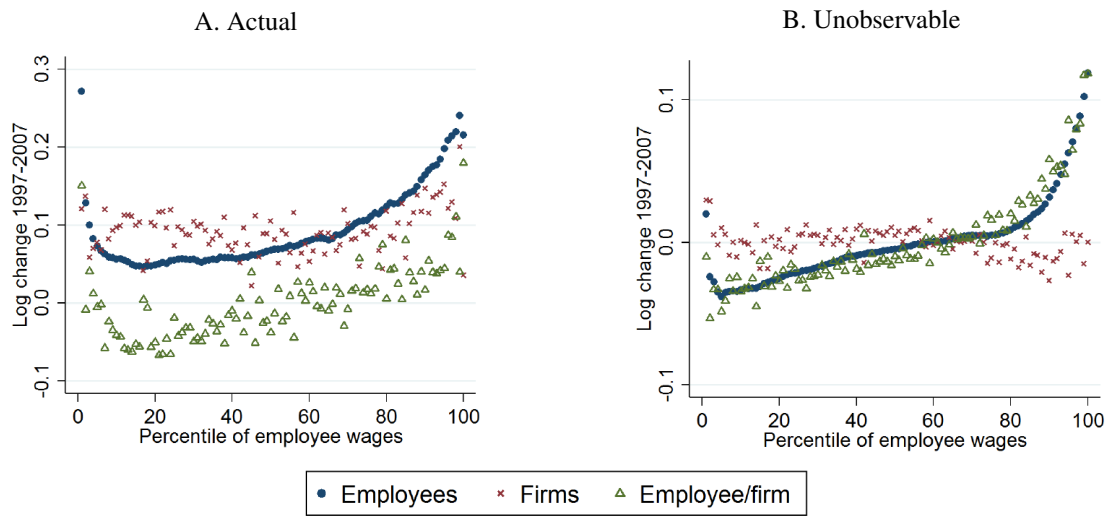 A. Actual
B. Unobservable
Log change 1997-2007
0.3
0.2
0.1
0.0
-0.1
0
20
40
60
80
100
Percentile of employee wages
Log change 1997-2007
0.1
0.0
-0.1
0
20
40
60
80
100
Percentile of employee wages
Employees
Firms
Employee/firm